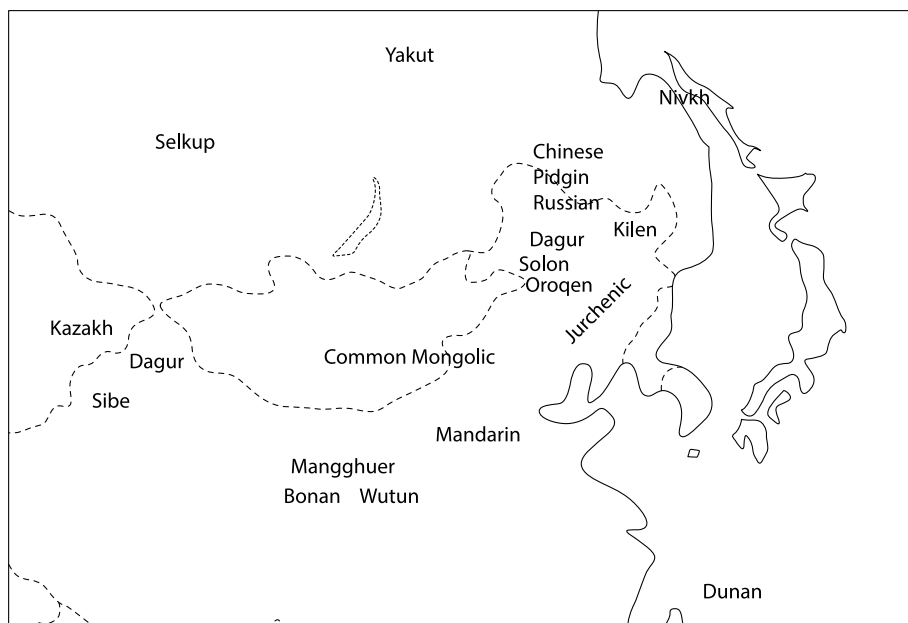 Yakut
Nivkh
Selkup
Chinese
Pidgin
Russian
Kilen
Dagur
Solon
Oroqen
Jurchenic
Kazakh
Dagur
Common Mongolic
Sibe
Mandarin
Mangghuer
Bonan Wutun
Dunan